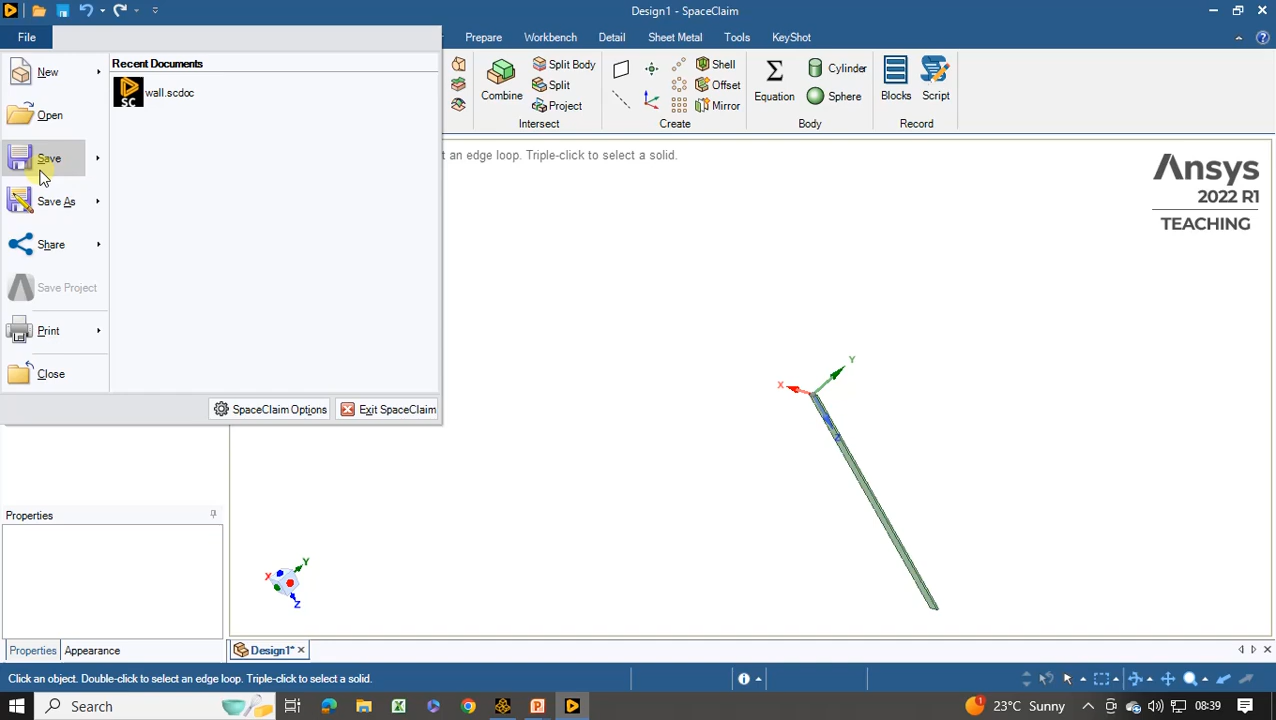 Design1 - SpaceClaim
File
Prepare
Workbench
Detail
Sheet Metal
Tools
KeyShot
New
Open
Save
Save As
Share
Save Project
Print
Close
Recent Documents
SC
wall.scdoc
SpaceClaim Options
Exit SpaceClaim
Combine
Split Body
Split
Project
Intersect
Shell
Offset
Mirror
Create
Equation
Cylinder
Sphere
Body
Blocks
Script
Record
t an edge loop. Triple-click to select a solid.
Ansys
2022 R1
TEACHING
X
Y
Z
Properties
X
Y
Z
Properties
Appearance
Design1*
Click an object. Double-click to select an edge loop. Triple-click to select a solid.
Search
1
23°C Sunny
08:39